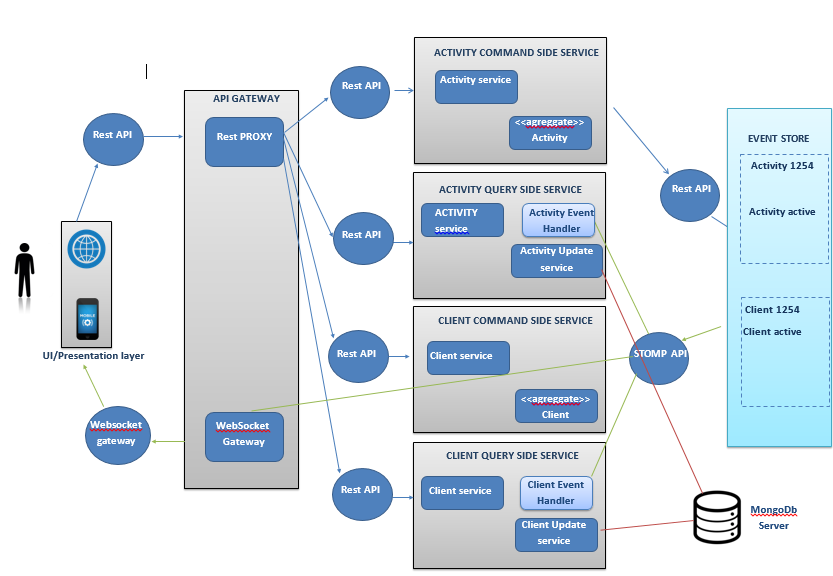 ACTIVITY COMMAND SIDE SERVICE
Activity service
<<agreggate>>
Activity
Rest API
API GATEWAY
Rest PROXY
Rest API
EVENT STORE
Activity 1254
Activity active
Client 1254
Client active
Rest API
ACTIVITY QUERY SIDE SERVICE
ACTIVITY
service
Activity Event
Handler
Activity Update
service
Rest API
CLIENT COMMAND SIDE SERVICE
Client service
<<agreggate>>
Client
Rest API
STOMP API
MOBILE
UI/Presentation layer
Websocket
gateway
WebSocket
Gateway
CLIENT QUERY SIDE SERVICE
Client service
Client Event
Handler
Client Update
service
Rest API
MongoDb
Server